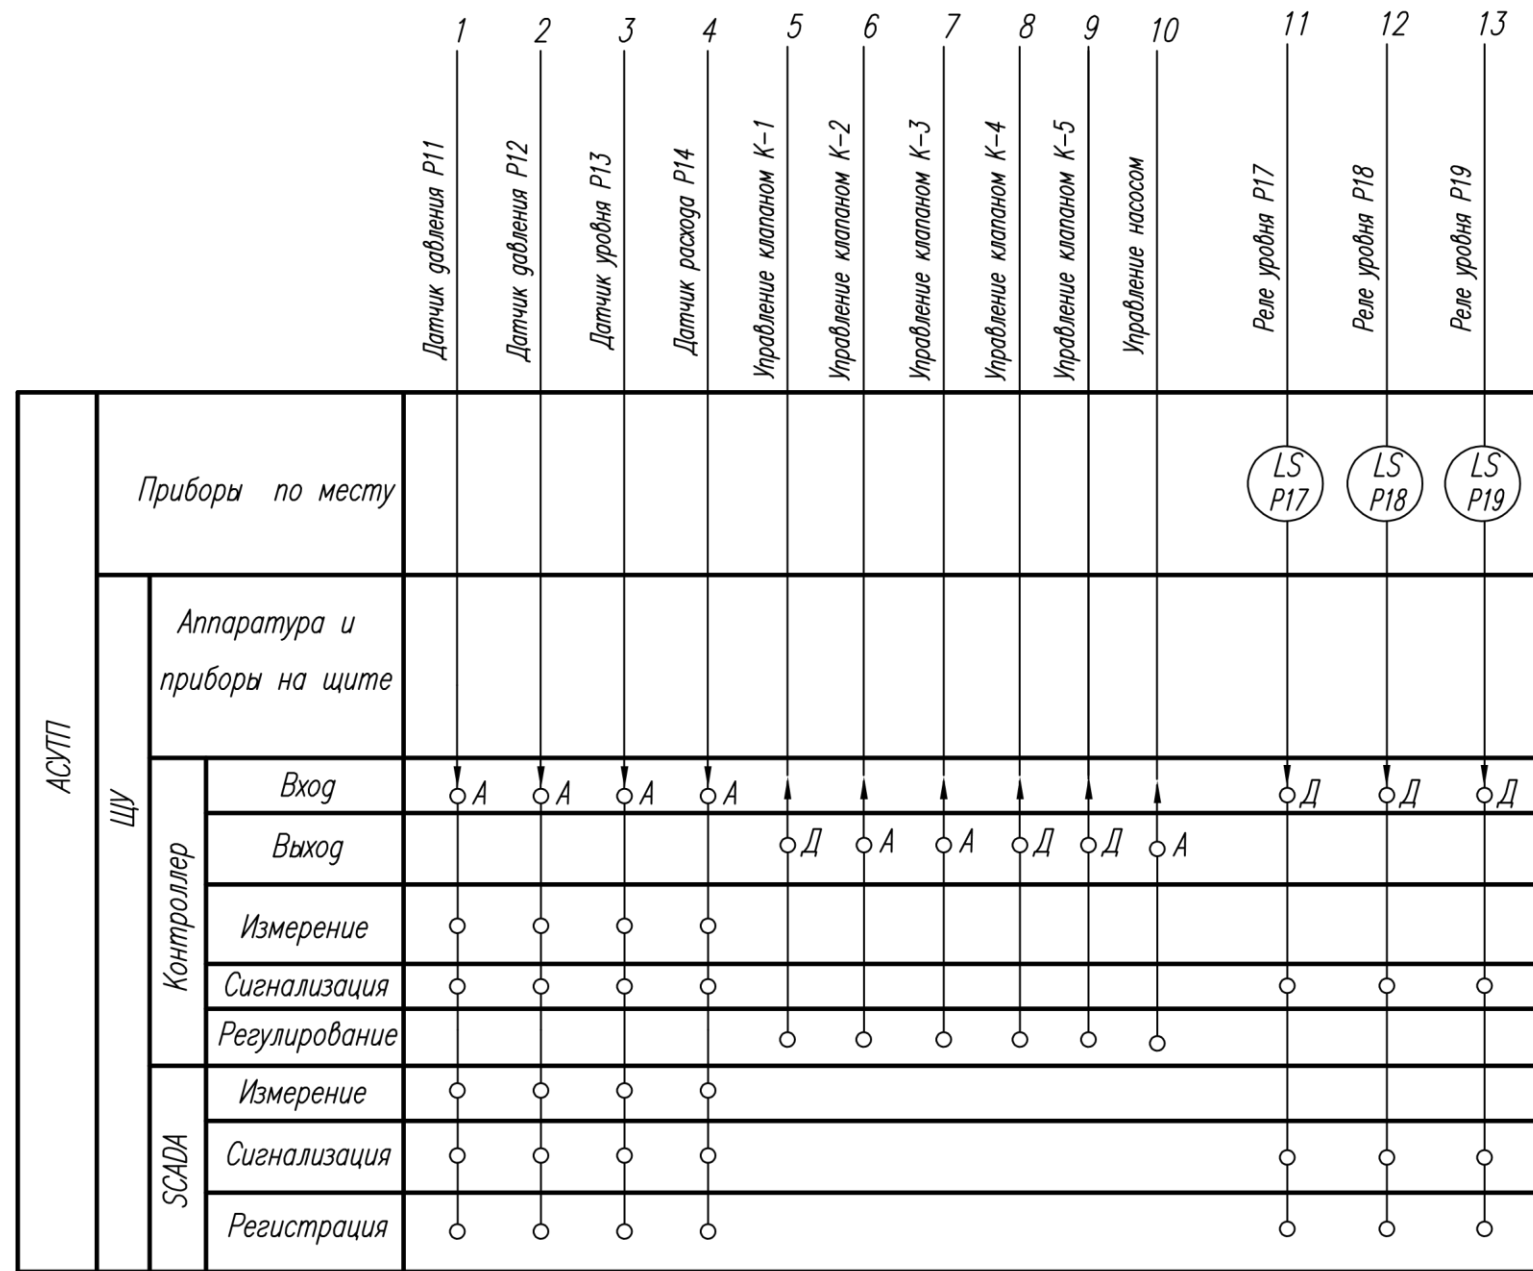 1 2 3 4 5 6 7 8 9 10 11 12 13
Датчик давления Р11
Датчик давления Р12
Датчик уровня Р13
Датчик расхода Р14
Управление клапаном К-1
Управление клапаном К-2
Управление клапаном К-3
Управление клапаном К-4
Управление клапаном К-5
Управление насосом
Реле уровня Р17
Реле уровня Р18
Реле уровня Р19
АСУТП
Приборы по месту
LS
P17
LS
P18
LS
P19
ЩУ
Аппаратура и
приборы на щите
Контроллер
Вход
А А А А Д Д Д
Выход
Д А А Д Д А
Измерение
Сигнализация
Регулирование
SCADA
Измерение
Сигнализация
Регистрация